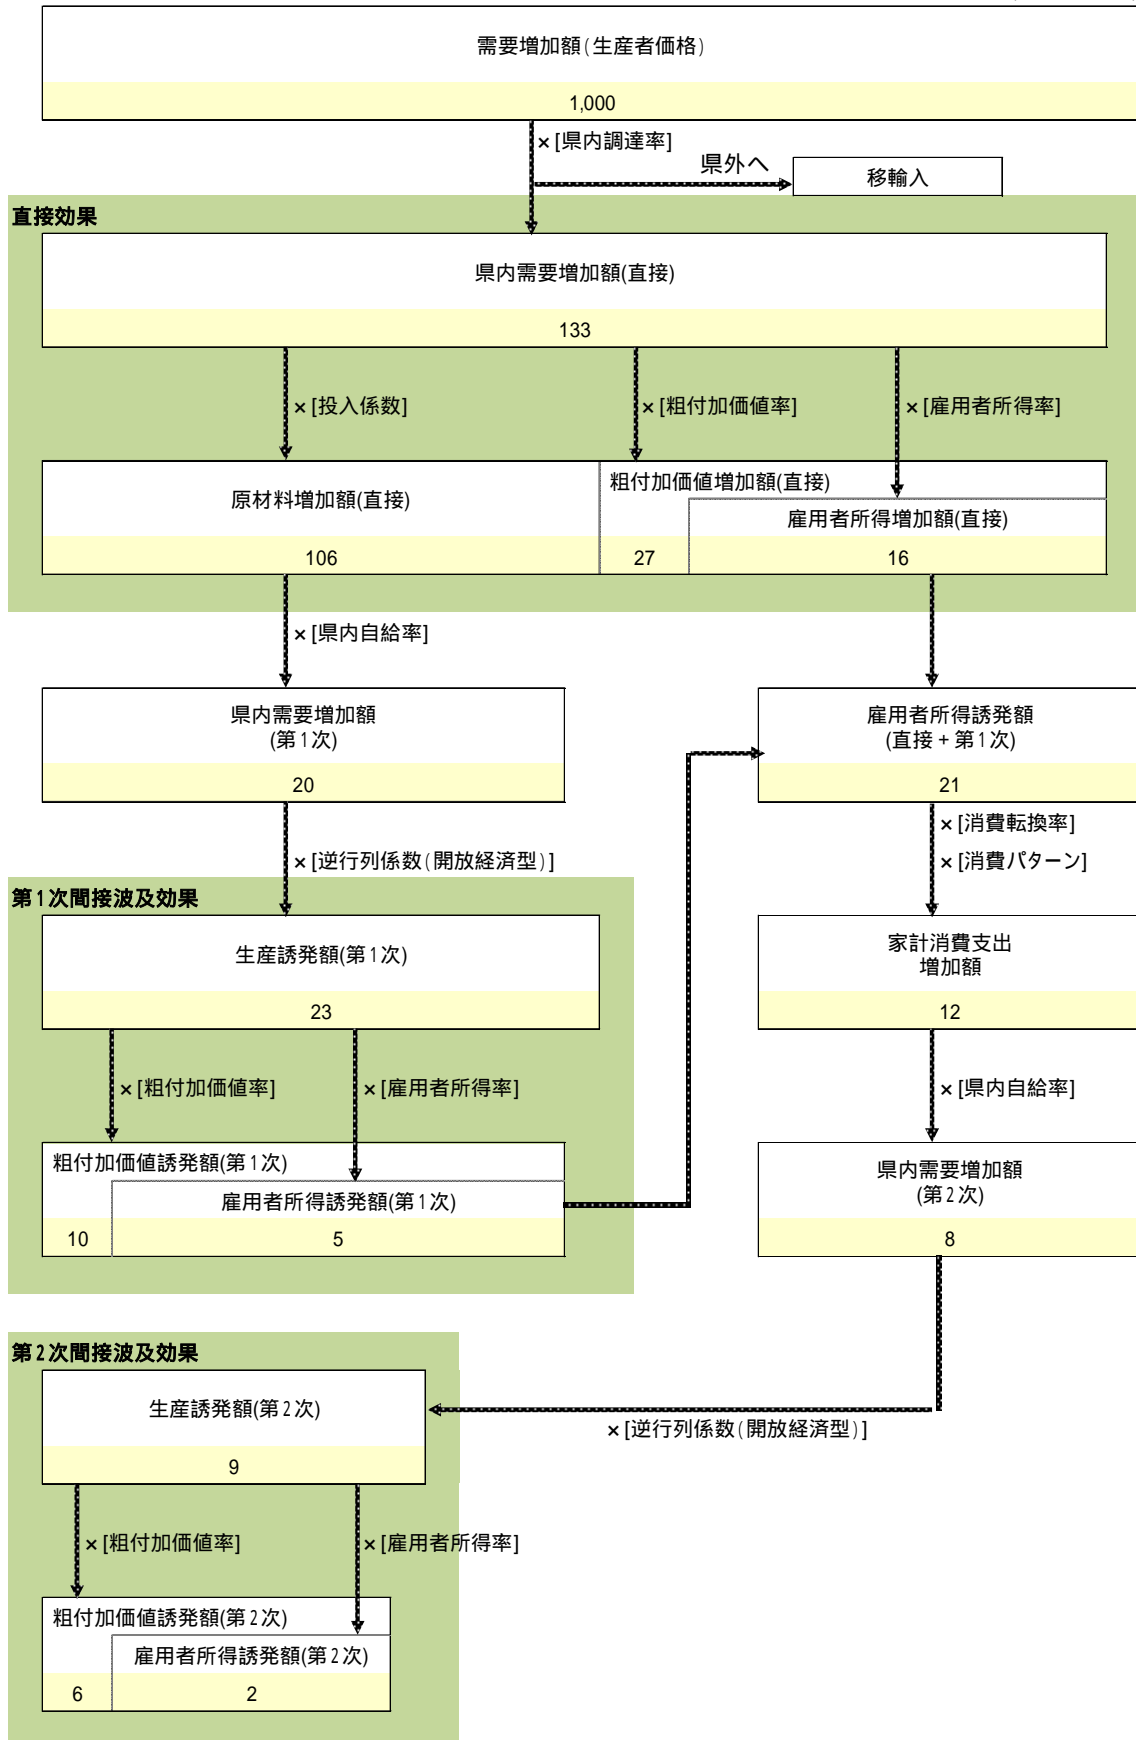 需要増加額(生産者価格)
1,000
×[県内調達率]
県外へ
移輸入
直接効果
県内需要増加額(直接)
133
×[投入係数]
×[粗付加価値率]
×[雇用者所得率]
原材料増加額(直接)
粗付加価値増加額(直接)
雇用者所得増加額(直接)
106
27
16
×[県内自給率]
県内需要増加額
(第1次)
20
雇用者所得誘発額
(直接+第1次)
21
×[消費転換率]
×[消費パターン]
×[逆行列係数(開放経済型)]
第1次間接波及効果
生産誘発額(第1次)
23
家計消費支出
増加額
12
×[粗付加価値率]
×[雇用者所得率]
×[県内自給率]
粗付加価値誘発額(第1次)
雇用者所得誘発額(第1次)
10
5
県内需要増加額
(第2次)
8
第2次間接波及効果
生産誘発額(第2次)
9
×[逆行列係数(開放経済型)]
×[粗付加価値率]
×[雇用者所得率]
粗付加価値誘発額(第2次)
雇用者所得誘発額(第2次)
6
2